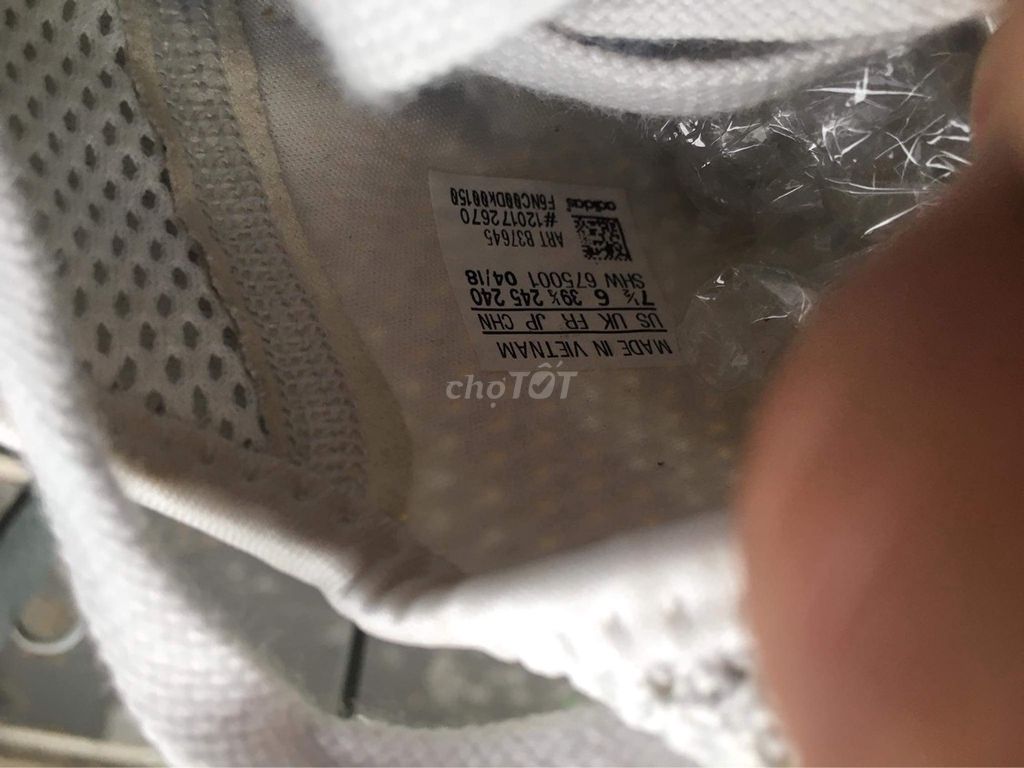 MADE IN VIETNAM
US UK FR JP CHN
7½ 6 39⅓ 245 240
SHW 675001 04/18
ART B37645
#120172670
adidas
F6NC00DK00150
chợTỐT